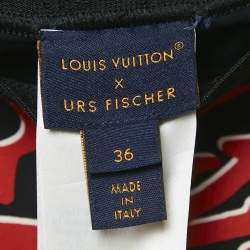 LOUIS VUITTON®
X
URS FISCHER
36
MADE
IN
ITALY